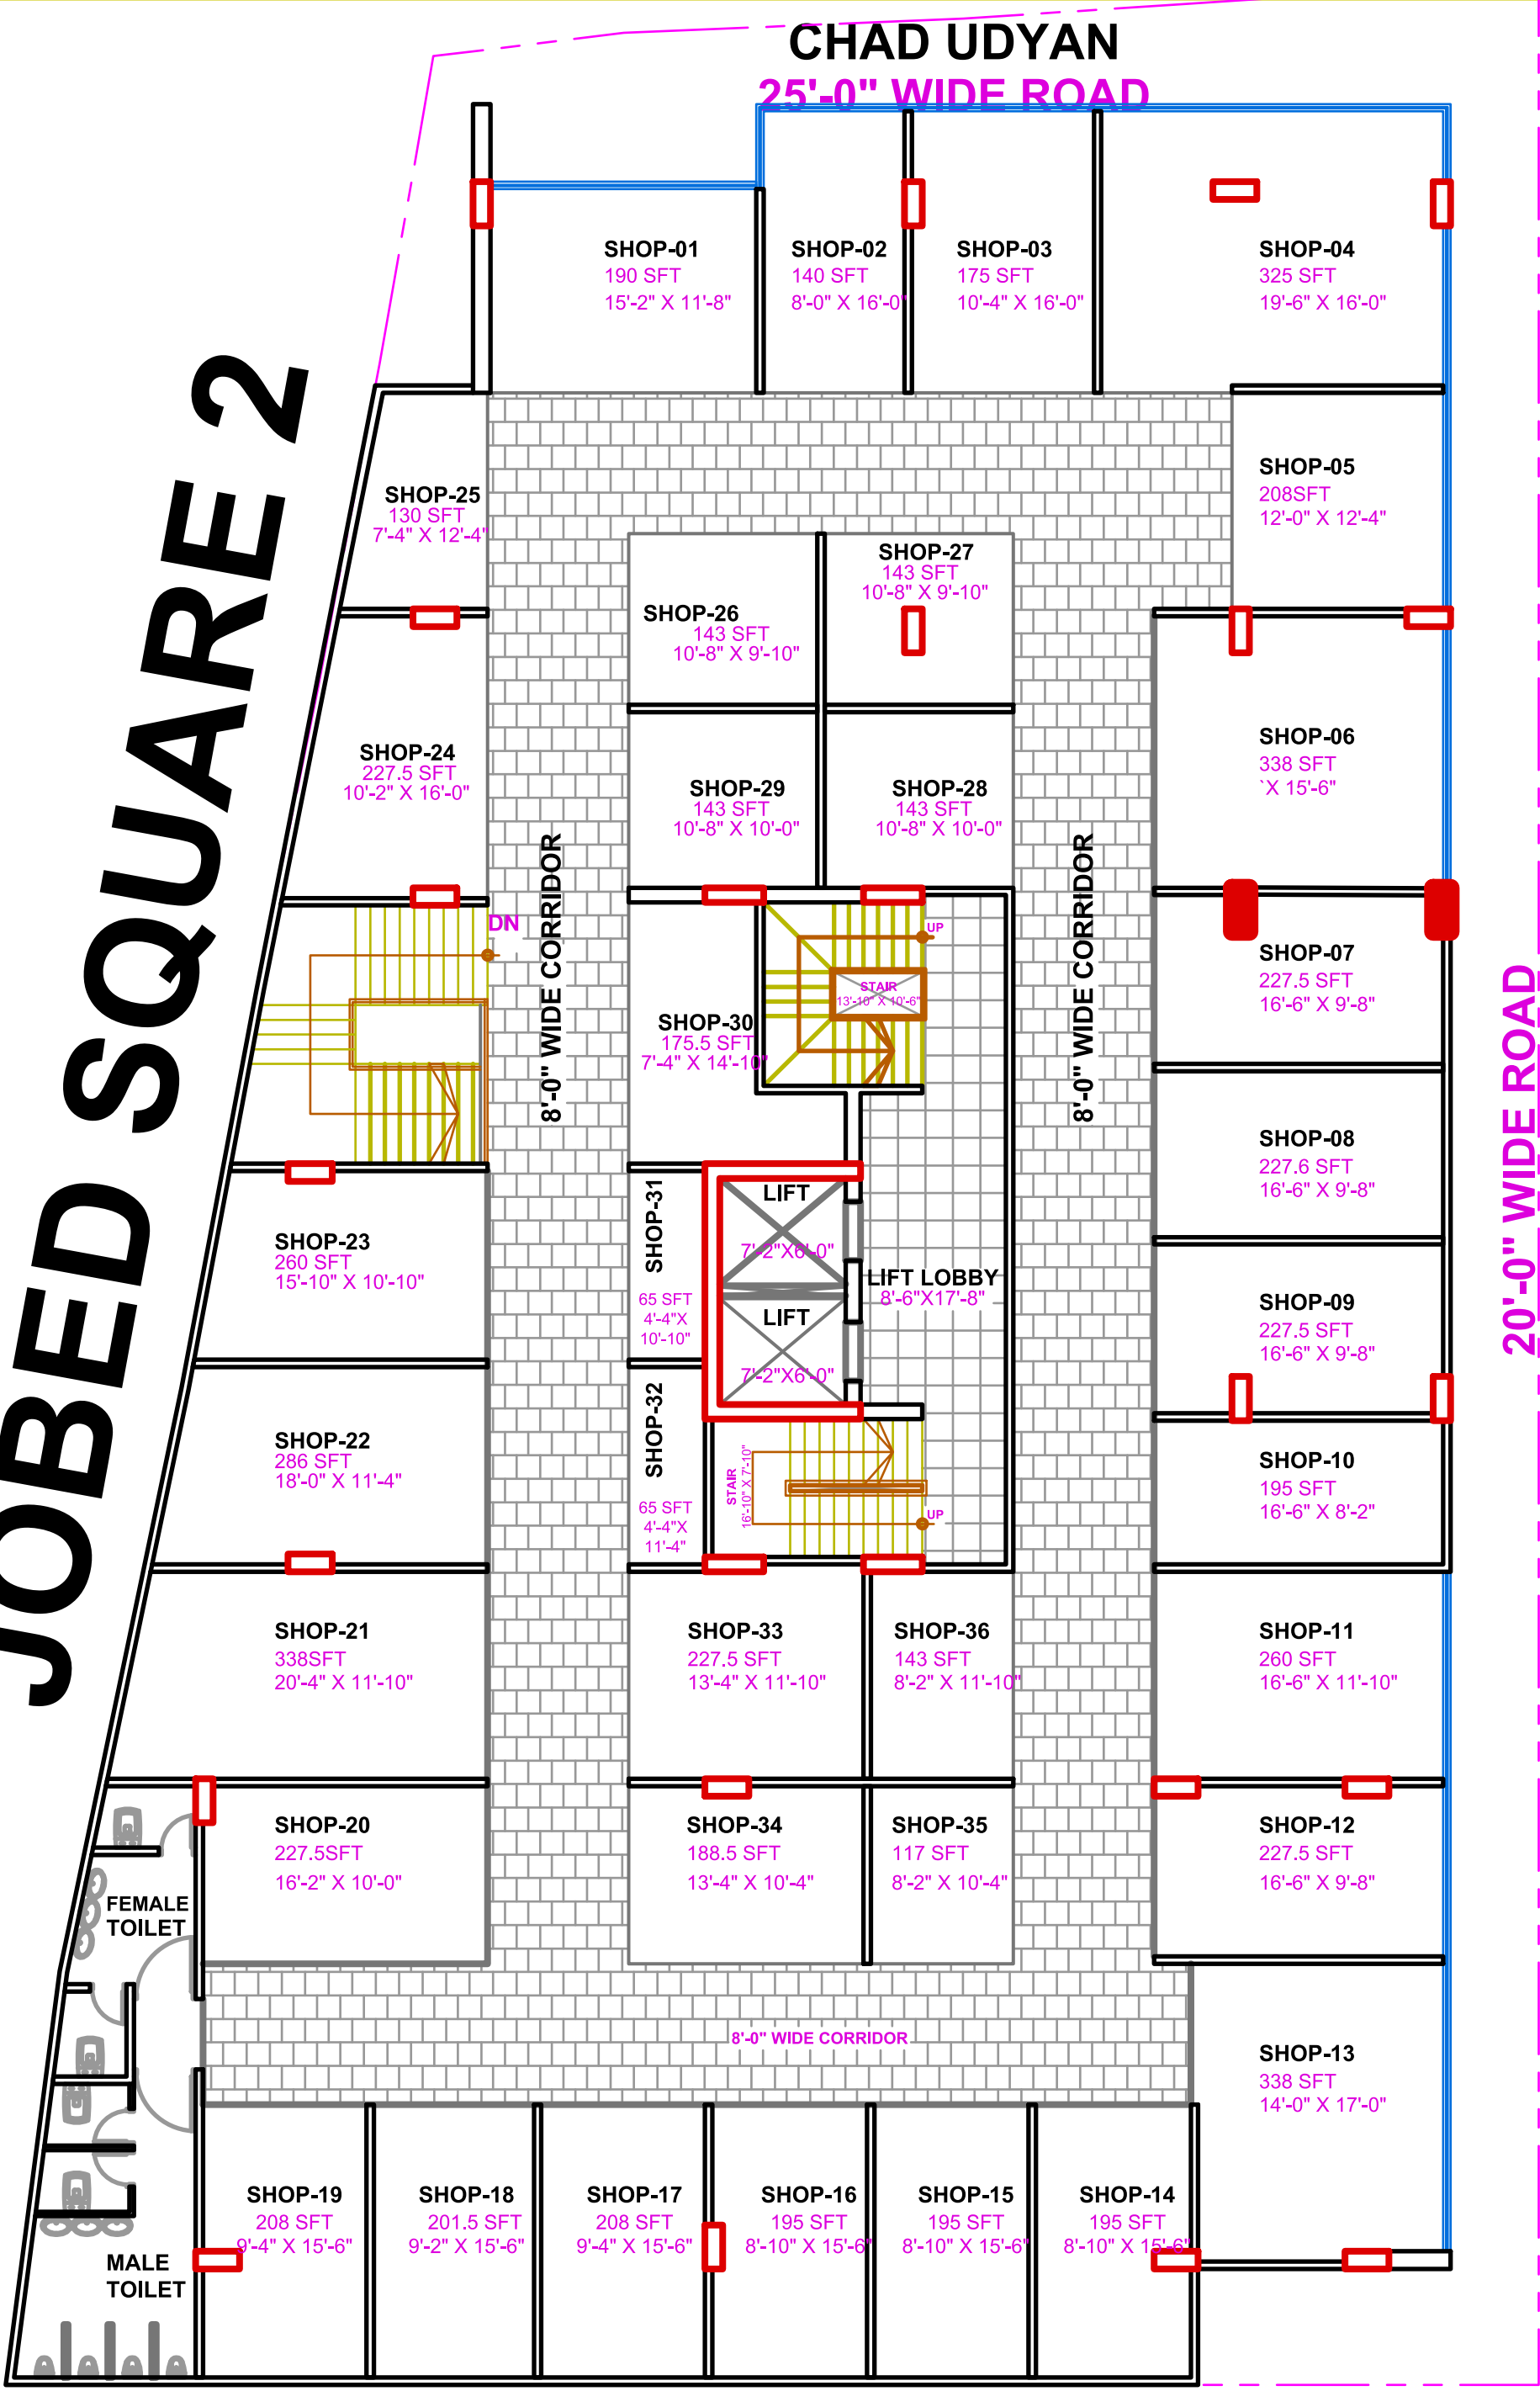 CHAD UDYAN
25'-0" WIDE ROAD
JOBED SQUARE 2
20'-0" WIDE ROAD
SHOP-01
190 SFT
15'-2" X 11'-8"
SHOP-02
140 SFT
8'-0" X 16'-0"
SHOP-03
175 SFT
10'-4" X 16'-0"
SHOP-04
325 SFT
19'-6" X 16'-0"
SHOP-05
208SFT
12'-0" X 12'-4"
SHOP-25
130 SFT
7'-4" X 12'-4"
SHOP-26
143 SFT
10'-8" X 9'-10"
SHOP-27
143 SFT
10'-8" X 9'-10"
SHOP-24
227.5 SFT
10'-2" X 16'-0"
SHOP-29
143 SFT
10'-8" X 10'-0"
SHOP-28
143 SFT
10'-8" X 10'-0"
SHOP-06
338 SFT
`X 15'-6"
8'-0" WIDE CORRIDOR
8'-0" WIDE CORRIDOR
DN
UP
STAIR
13'-10" X 10'-6"
SHOP-30
175.5 SFT
7'-4" X 14'-10"
SHOP-07
227.5 SFT
16'-6" X 9'-8"
SHOP-08
227.6 SFT
16'-6" X 9'-8"
SHOP-23
260 SFT
15'-10" X 10'-10"
SHOP-31
65 SFT
4'-4"X
10'-10"
LIFT
7'-2"X6'-0"
LIFT
7'-2"X6'-0"
LIFT LOBBY
8'-6"X17'-8"
SHOP-09
227.5 SFT
16'-6" X 9'-8"
SHOP-22
286 SFT
18'-0" X 11'-4"
SHOP-32
65 SFT
4'-4"X
11'-4"
STAIR
16'-10" X 7'-10"
UP
SHOP-10
195 SFT
16'-6" X 8'-2"
SHOP-21
338SFT
20'-4" X 11'-10"
SHOP-33
227.5 SFT
13'-4" X 11'-10"
SHOP-36
143 SFT
8'-2" X 11'-10"
SHOP-11
260 SFT
16'-6" X 11'-10"
SHOP-20
227.5SFT
16'-2" X 10'-0"
SHOP-34
188.5 SFT
13'-4" X 10'-4"
SHOP-35
117 SFT
8'-2" X 10'-4"
SHOP-12
227.5 SFT
16'-6" X 9'-8"
FEMALE
TOILET
8'-0" WIDE CORRIDOR
SHOP-13
338 SFT
14'-0" X 17'-0"
SHOP-19
208 SFT
9'-4" X 15'-6"
SHOP-18
201.5 SFT
9'-2" X 15'-6"
SHOP-17
208 SFT
9'-4" X 15'-6"
SHOP-16
195 SFT
8'-10" X 15'-6"
SHOP-15
195 SFT
8'-10" X 15'-6"
SHOP-14
195 SFT
8'-10" X 15'-6"
MALE
TOILET